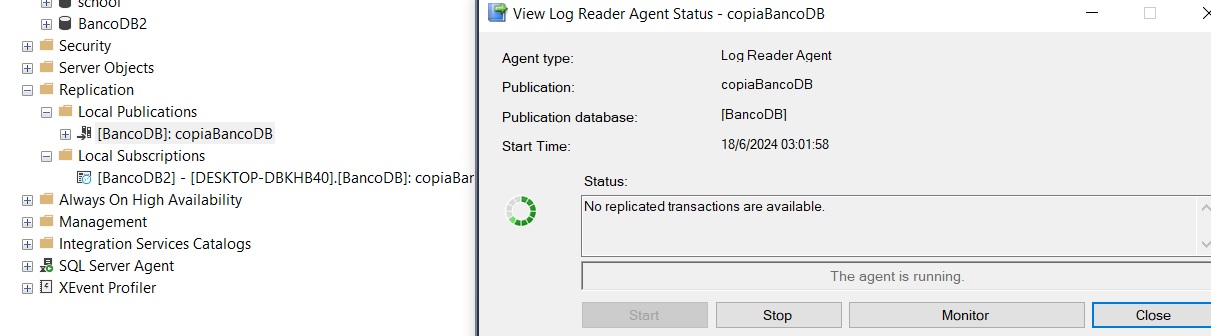 school
BancoDB2
Security
Server Objects
Replication
Local Publications
[BancoDB]: copiaBancoDB
Local Subscriptions
[BancoDB2] - [DESKTOP-DBKHB40].[BancoDB]: copiaBan
Always On High Availability
Management
Integration Services Catalogs
SQL Server Agent
XEvent Profiler
View Log Reader Agent Status - copiaBancoDB
Agent type: Log Reader Agent
Publication: copiaBancoDB
Publication database: [BancoDB]
Start Time: 18/6/2024 03:01:58
Status:
No replicated transactions are available.
The agent is running.
Start Stop Monitor Close